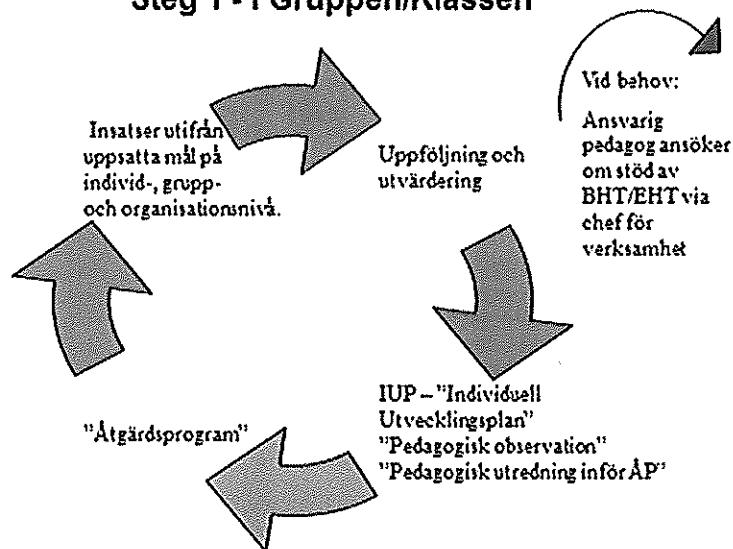 Steg 1 - I Gruppen/Klassen
Insatser utifrån
uppsatta mål på
individ-, grupp-
och organisationsnivå.
Uppföljning och
utvärdering
Vid behov:
Ansvarig
pedagog ansöker
om stöd av
BHT/EHT via
chef för
verksamhet
IUP – "Individuell
Utvecklingsplan"
"Pedagogisk observation"
"Pedagogisk utredning inför ÅP"
"Åtgärdsprogram"